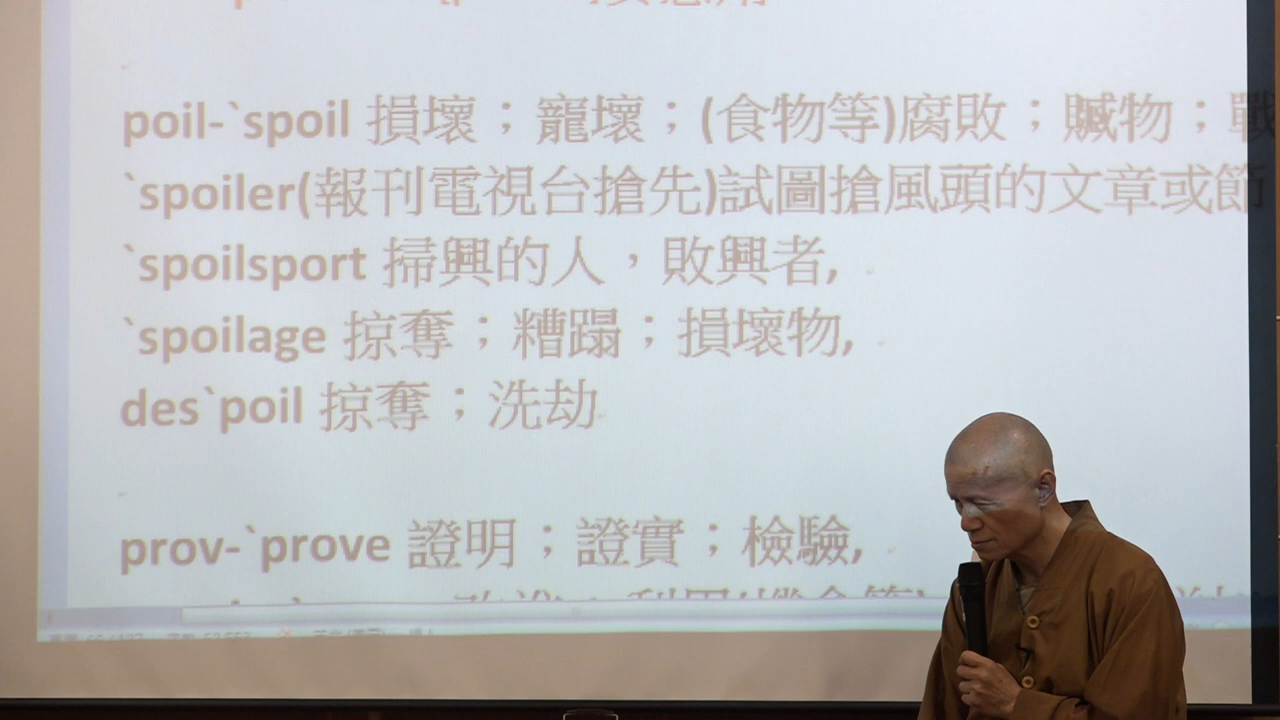 poil-`spoil 損壞；寵壞；(食物等)腐敗；贓物；戰
`spoiler(報刊電視台搶先)試圖搶風頭的文章或節
`spoilsport 掃興的人，敗興者,
`spoilage 掠奪；糟蹋；損壞物,
des`poil 掠奪；洗劫
prov-`prove 證明；證實；檢驗,